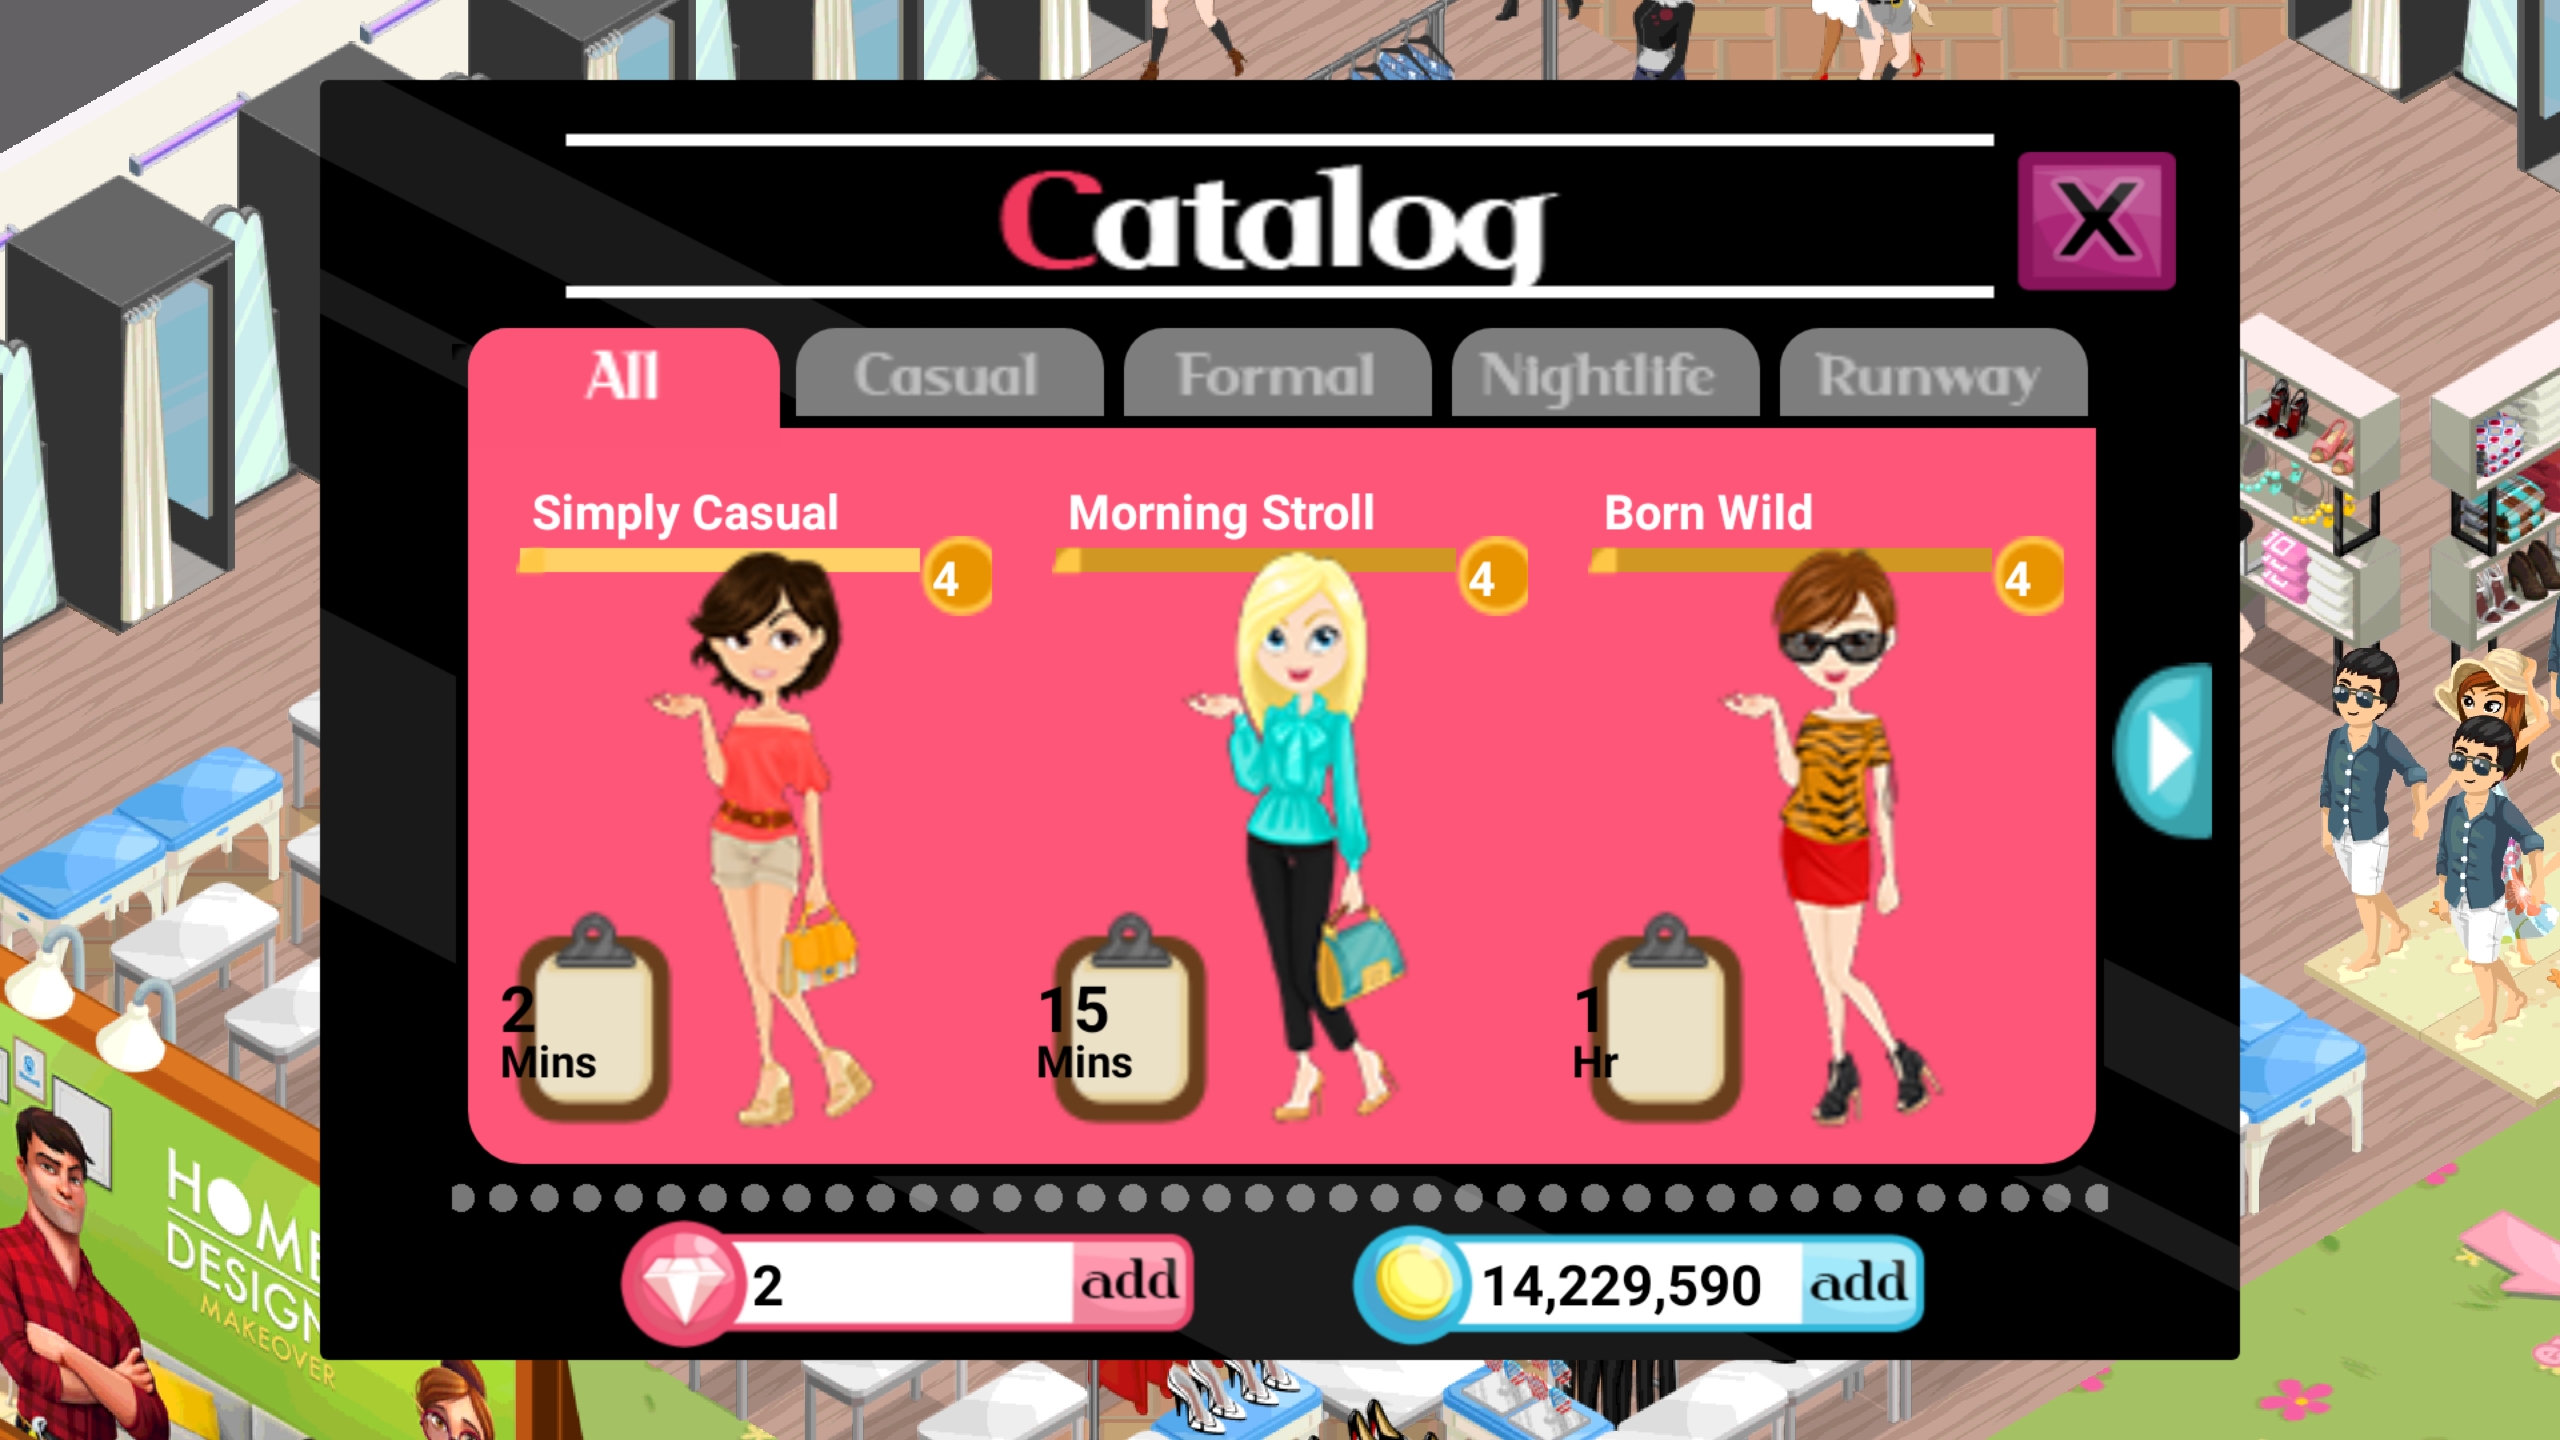 Catalog
X
All
Casual
Formal
Nightlife
Runway
Simply Casual
4
Morning Stroll
4
Born Wild
4
2
Mins
15
Mins
1
Hr
HOME
DESIGN
MAKEOVER
2
add
14,229,590
add